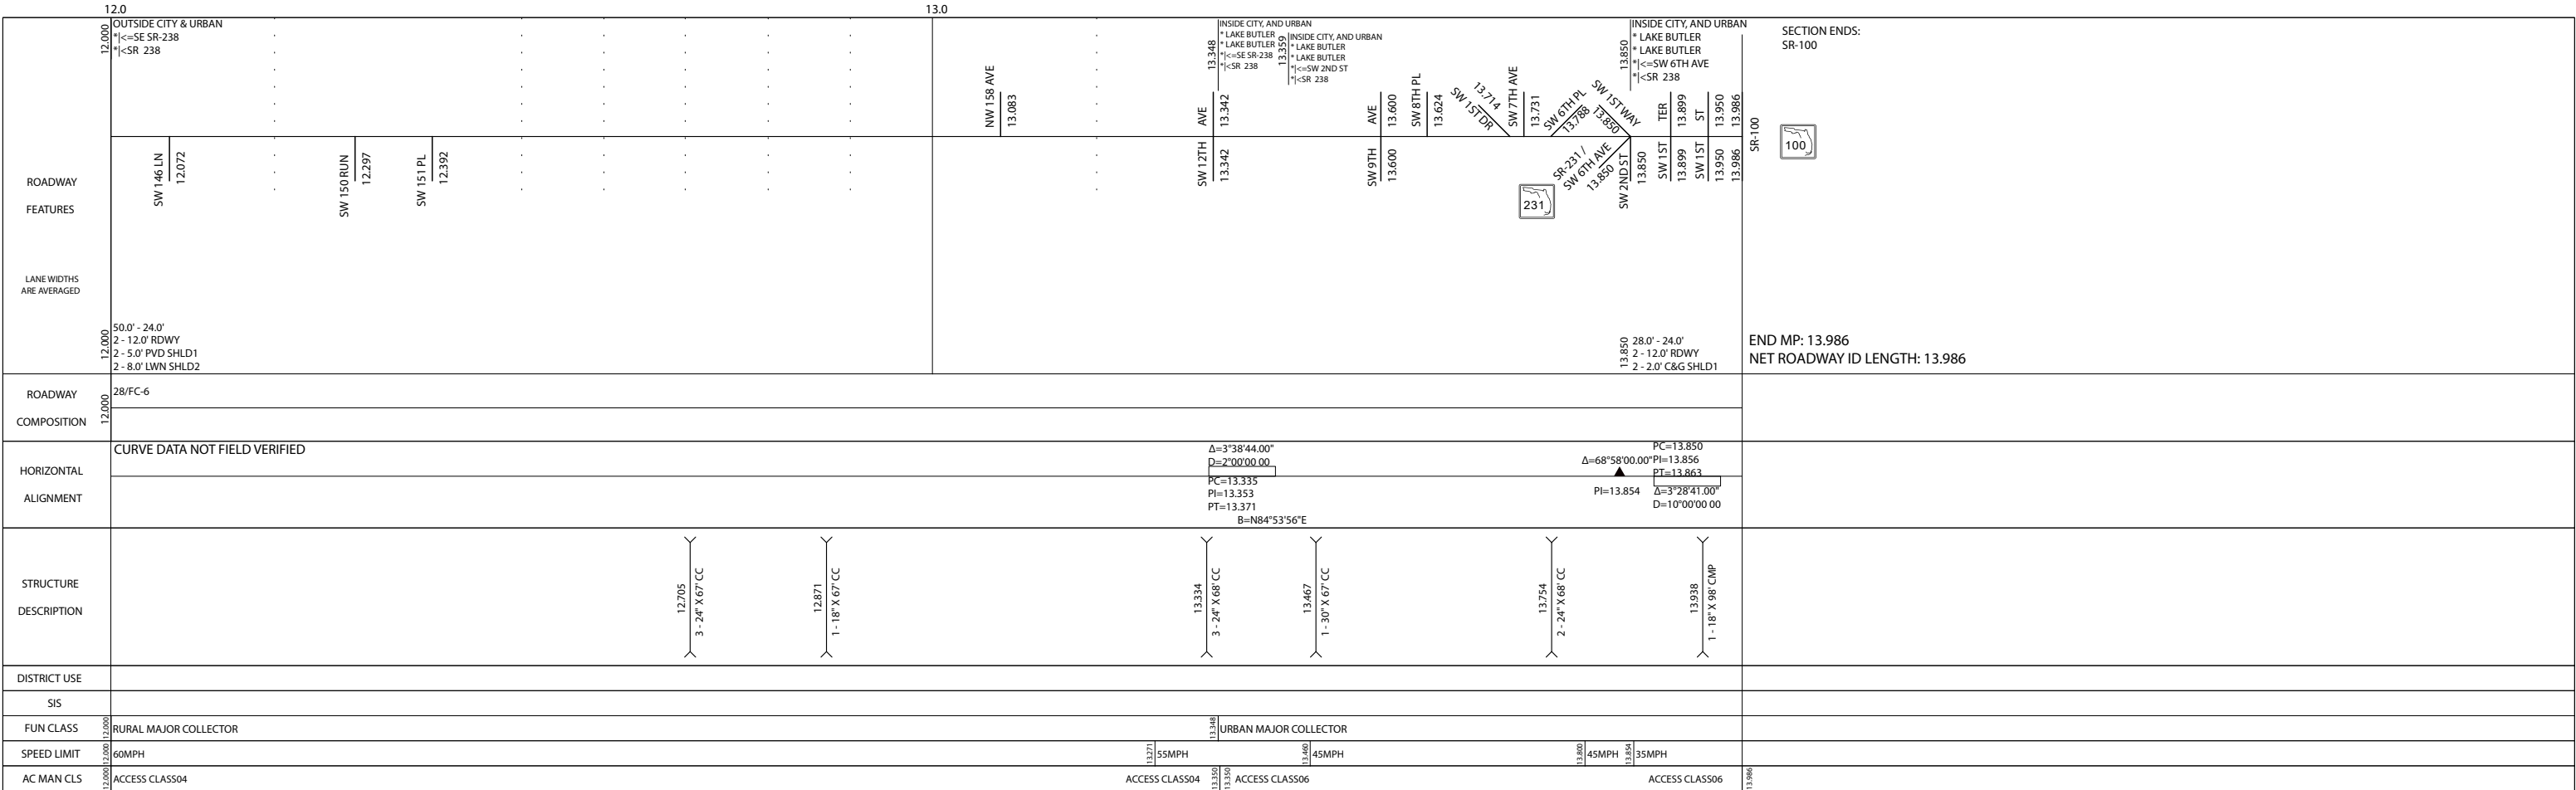 12.0
13.0
12.000
OUTSIDE CITY & URBAN
*|<=SE SR-238
*|<SR 238
NW 158 AVE
13.083
13.348
INSIDE CITY, AND URBAN
* LAKE BUTLER
* LAKE BUTLER
*|<=SE SR-238
*|<SR 238
13.359
INSIDE CITY, AND URBAN
* LAKE BUTLER
* LAKE BUTLER
*|<=SW 2ND ST
*|<SR 238
AVE
13.342
AVE
13.600
SW 8TH PL
13.624
13.714
SW 1ST DR
SW 7TH AVE
13.731
SW 6TH PL
13.788
SW 1ST WAY
13.850
13.850
INSIDE CITY, AND URBAN
* LAKE BUTLER
* LAKE BUTLER
*|<=SW 6TH AVE
*|<SR 238
TER
13.899
ST
13.950
13.986
SR-100
SECTION ENDS:
SR-100
100
ROADWAY
FEATURES
SW 146 LN
12.072
SW 150 RUN
12.297
SW 151 PL
12.392
SW 12TH
13.342
SW 9TH
13.600
SR-231 /
SW 6TH AVE
13.850
231
SW 2ND ST
13.850
SW 1ST
13.899
SW 1ST
13.950
13.986
LANE WIDTHS
ARE AVERAGED
12.000
50.0' - 24.0'
2 - 12.0' RDWY
2 - 5.0' PVD SHLD1
2 - 8.0' LWN SHLD2
13.850
28.0' - 24.0'
2 - 12.0' RDWY
2 - 2.0' C&G SHLD1
END MP: 13.986
NET ROADWAY ID LENGTH: 13.986
ROADWAY
COMPOSITION
12.000
28/FC-6
HORIZONTAL
ALIGNMENT
CURVE DATA NOT FIELD VERIFIED
Δ=3°38'44.00"
D=2°00'00 00
PC=13.335
PI=13.353
PT=13.371
B=N84°53'56"E
Δ=68°58'00.00"
PI=13.854
PC=13.850
PI=13.856
PT=13.863
Δ=3°28'41.00"
D=10°00'00 00
STRUCTURE
DESCRIPTION
12.705
3 - 24" X 67' CC
12.871
1 - 18" X 67' CC
13.334
3 - 24" X 68' CC
13.467
1 - 30" X 67' CC
13.754
2 - 24" X 68' CC
13.938
1 - 18" X 98' CMP
DISTRICT USE
SIS
FUN CLASS
12.000
RURAL MAJOR COLLECTOR
13.348
URBAN MAJOR COLLECTOR
SPEED LIMIT
12.000
60MPH
13.271
55MPH
13.460
45MPH
13.800
45MPH
13.854
35MPH
AC MAN CLS
12.000
ACCESS CLASS04
ACCESS CLASS04
13.350
13.350
ACCESS CLASS06
ACCESS CLASS06
13.986